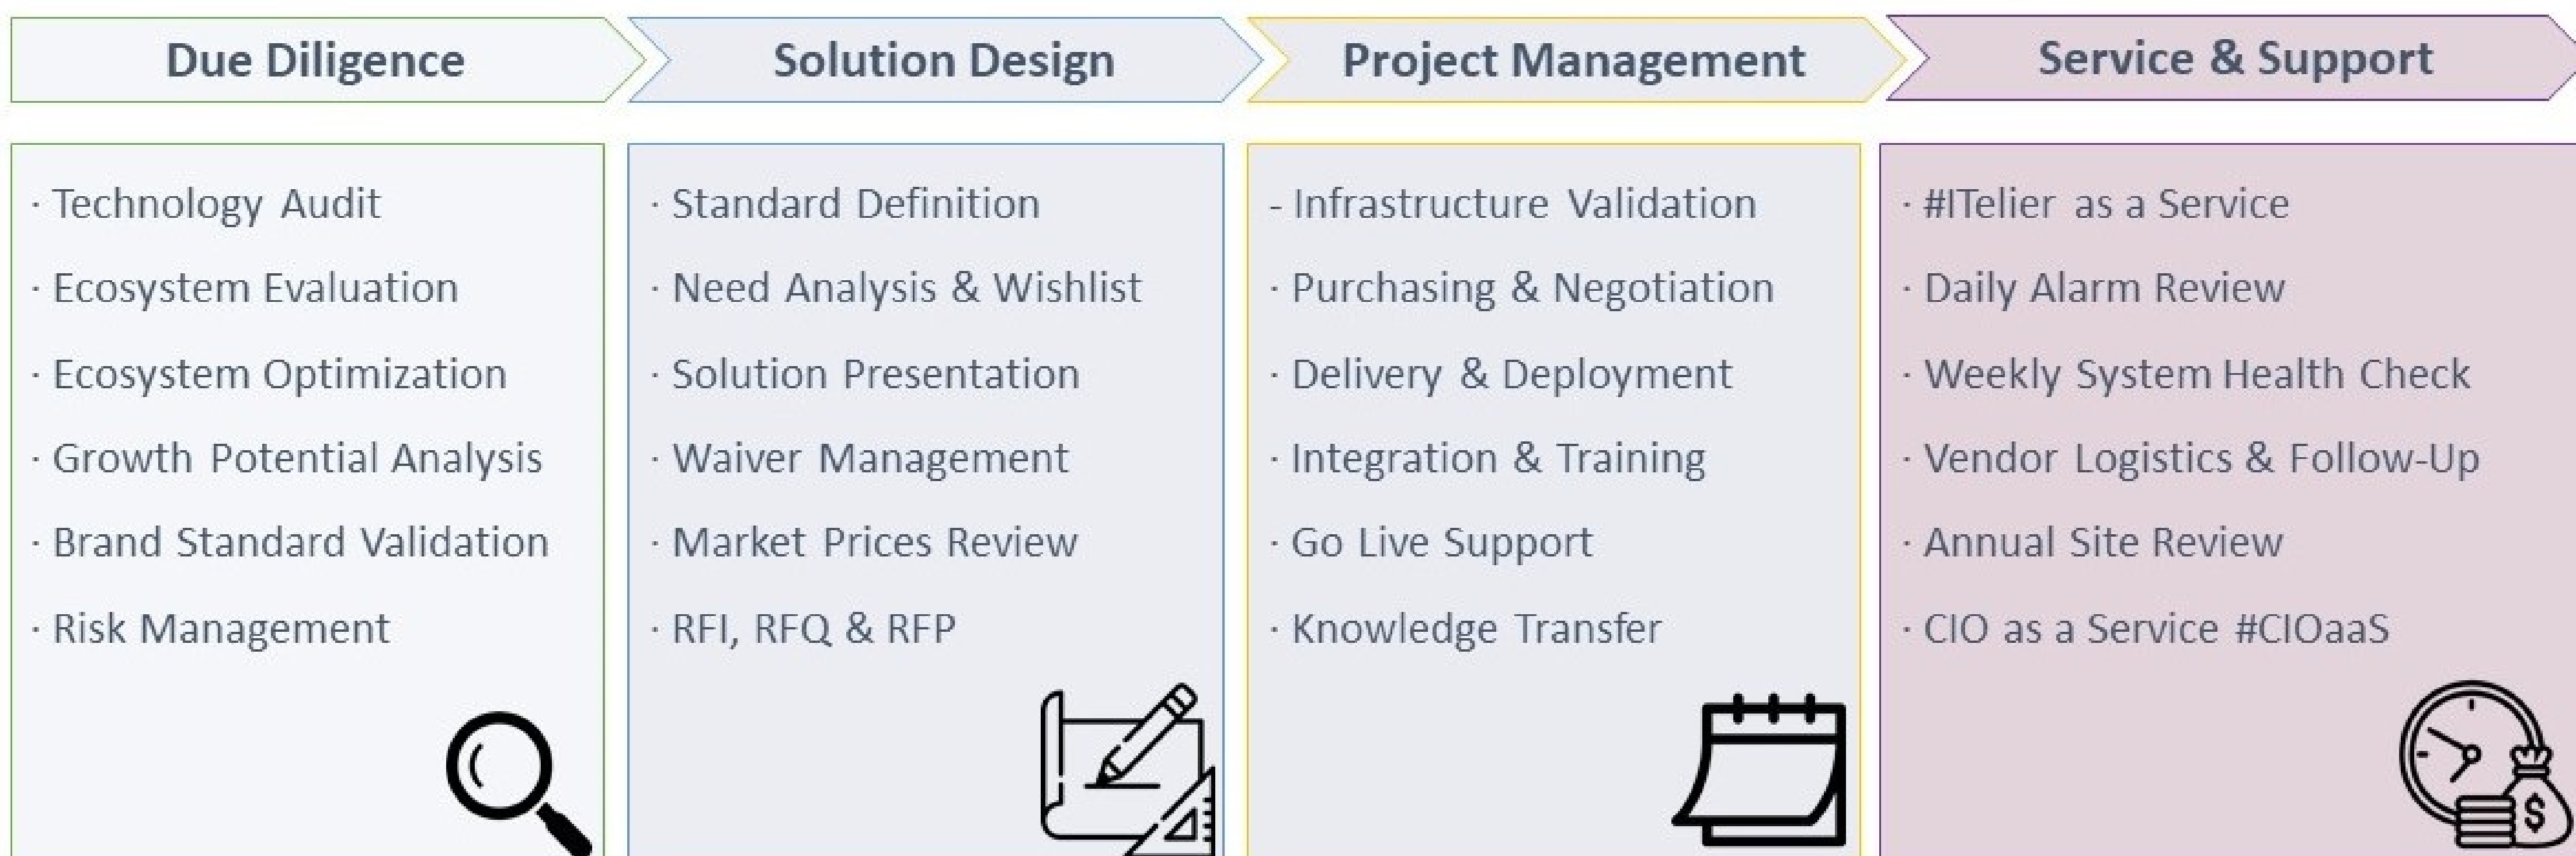 Due Diligence
Solution Design
Project Management
Service & Support
· Technology Audit
· Ecosystem Evaluation
· Ecosystem Optimization
· Growth Potential Analysis
· Brand Standard Validation
· Risk Management
· Standard Definition
· Need Analysis & Wishlist
· Solution Presentation
· Waiver Management
· Market Prices Review
· RFI, RFQ & RFP
- Infrastructure Validation
· Purchasing & Negotiation
· Delivery & Deployment
· Integration & Training
· Go Live Support
· Knowledge Transfer
· #ITelier as a Service
· Daily Alarm Review
· Weekly System Health Check
· Vendor Logistics & Follow-Up
· Annual Site Review
· CIO as a Service #CIOaaS
$